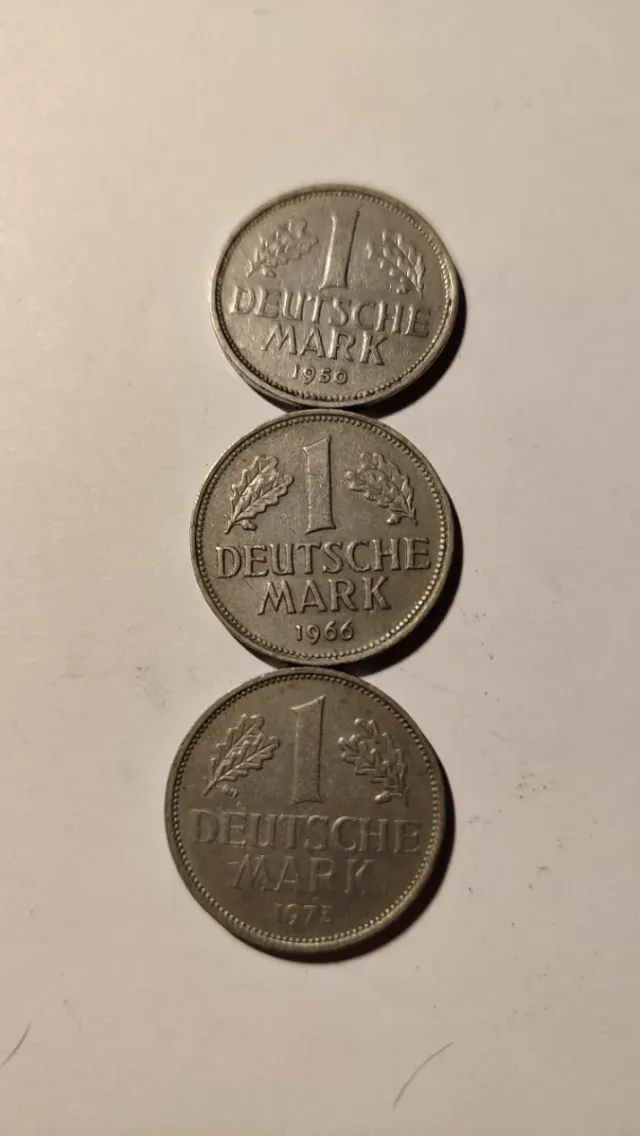 1
DEUTSCHE
MARK
1950
1
DEUTSCHE
MARK
1966
1
DEUTSCHE
MARK